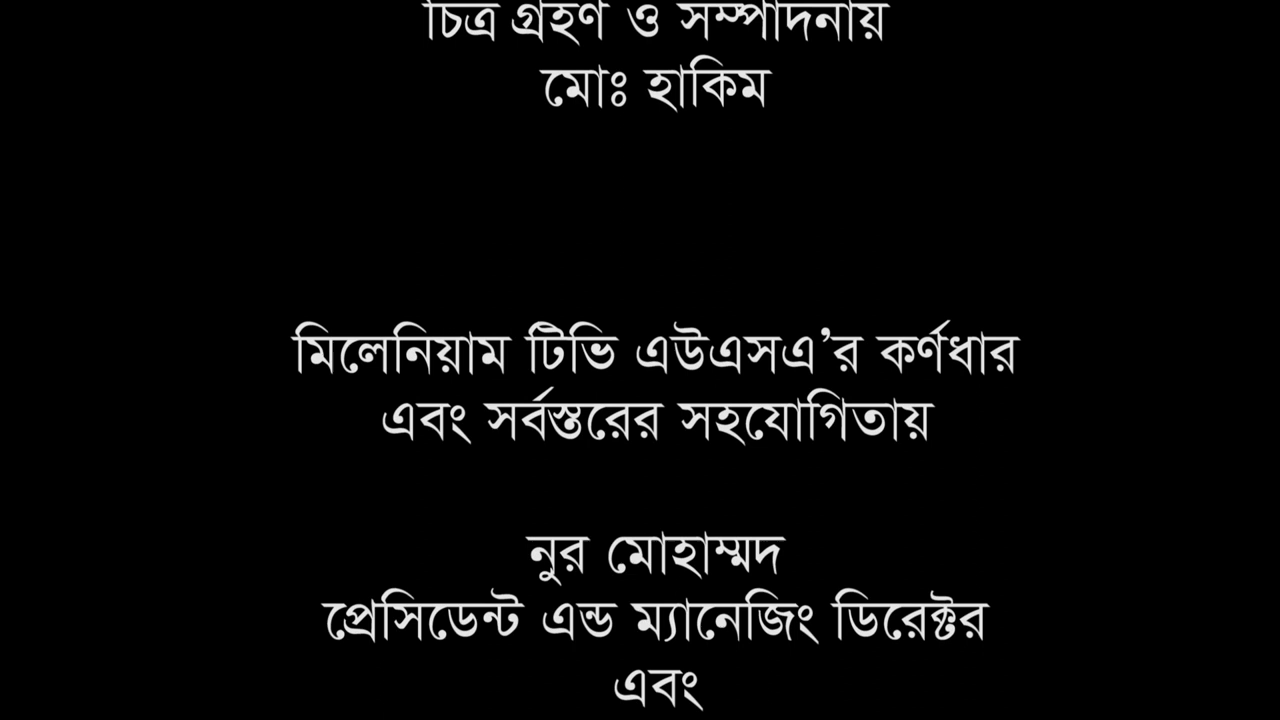 চিত্র গ্রহণ ও সম্পাদনায়
মোঃ হাকিম
মিলেনিয়াম টিভি এউএসএ’র কর্ণধার
এবং সর্বস্তরের সহযোগিতায়
নুর মোহাম্মদ
প্রেসিডেন্ট এন্ড ম্যানেজিং ডিরেক্টর
এবং